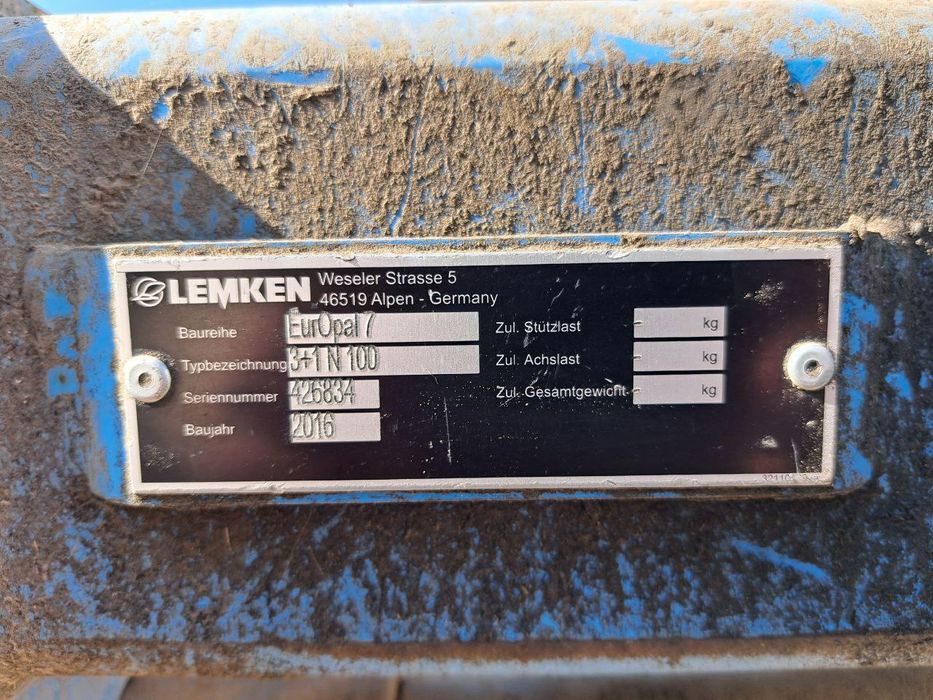 LEMKEN Weseler Strasse 5
46519 Alpen - Germany
Baureihe EurOpal 7
Typbezeichnung 3+1 N 100
Seriennummer 426834
Baujahr 2016
Zul. Stützlast - kg
Zul. Achslast - kg
Zul. Gesamtgewicht - kg